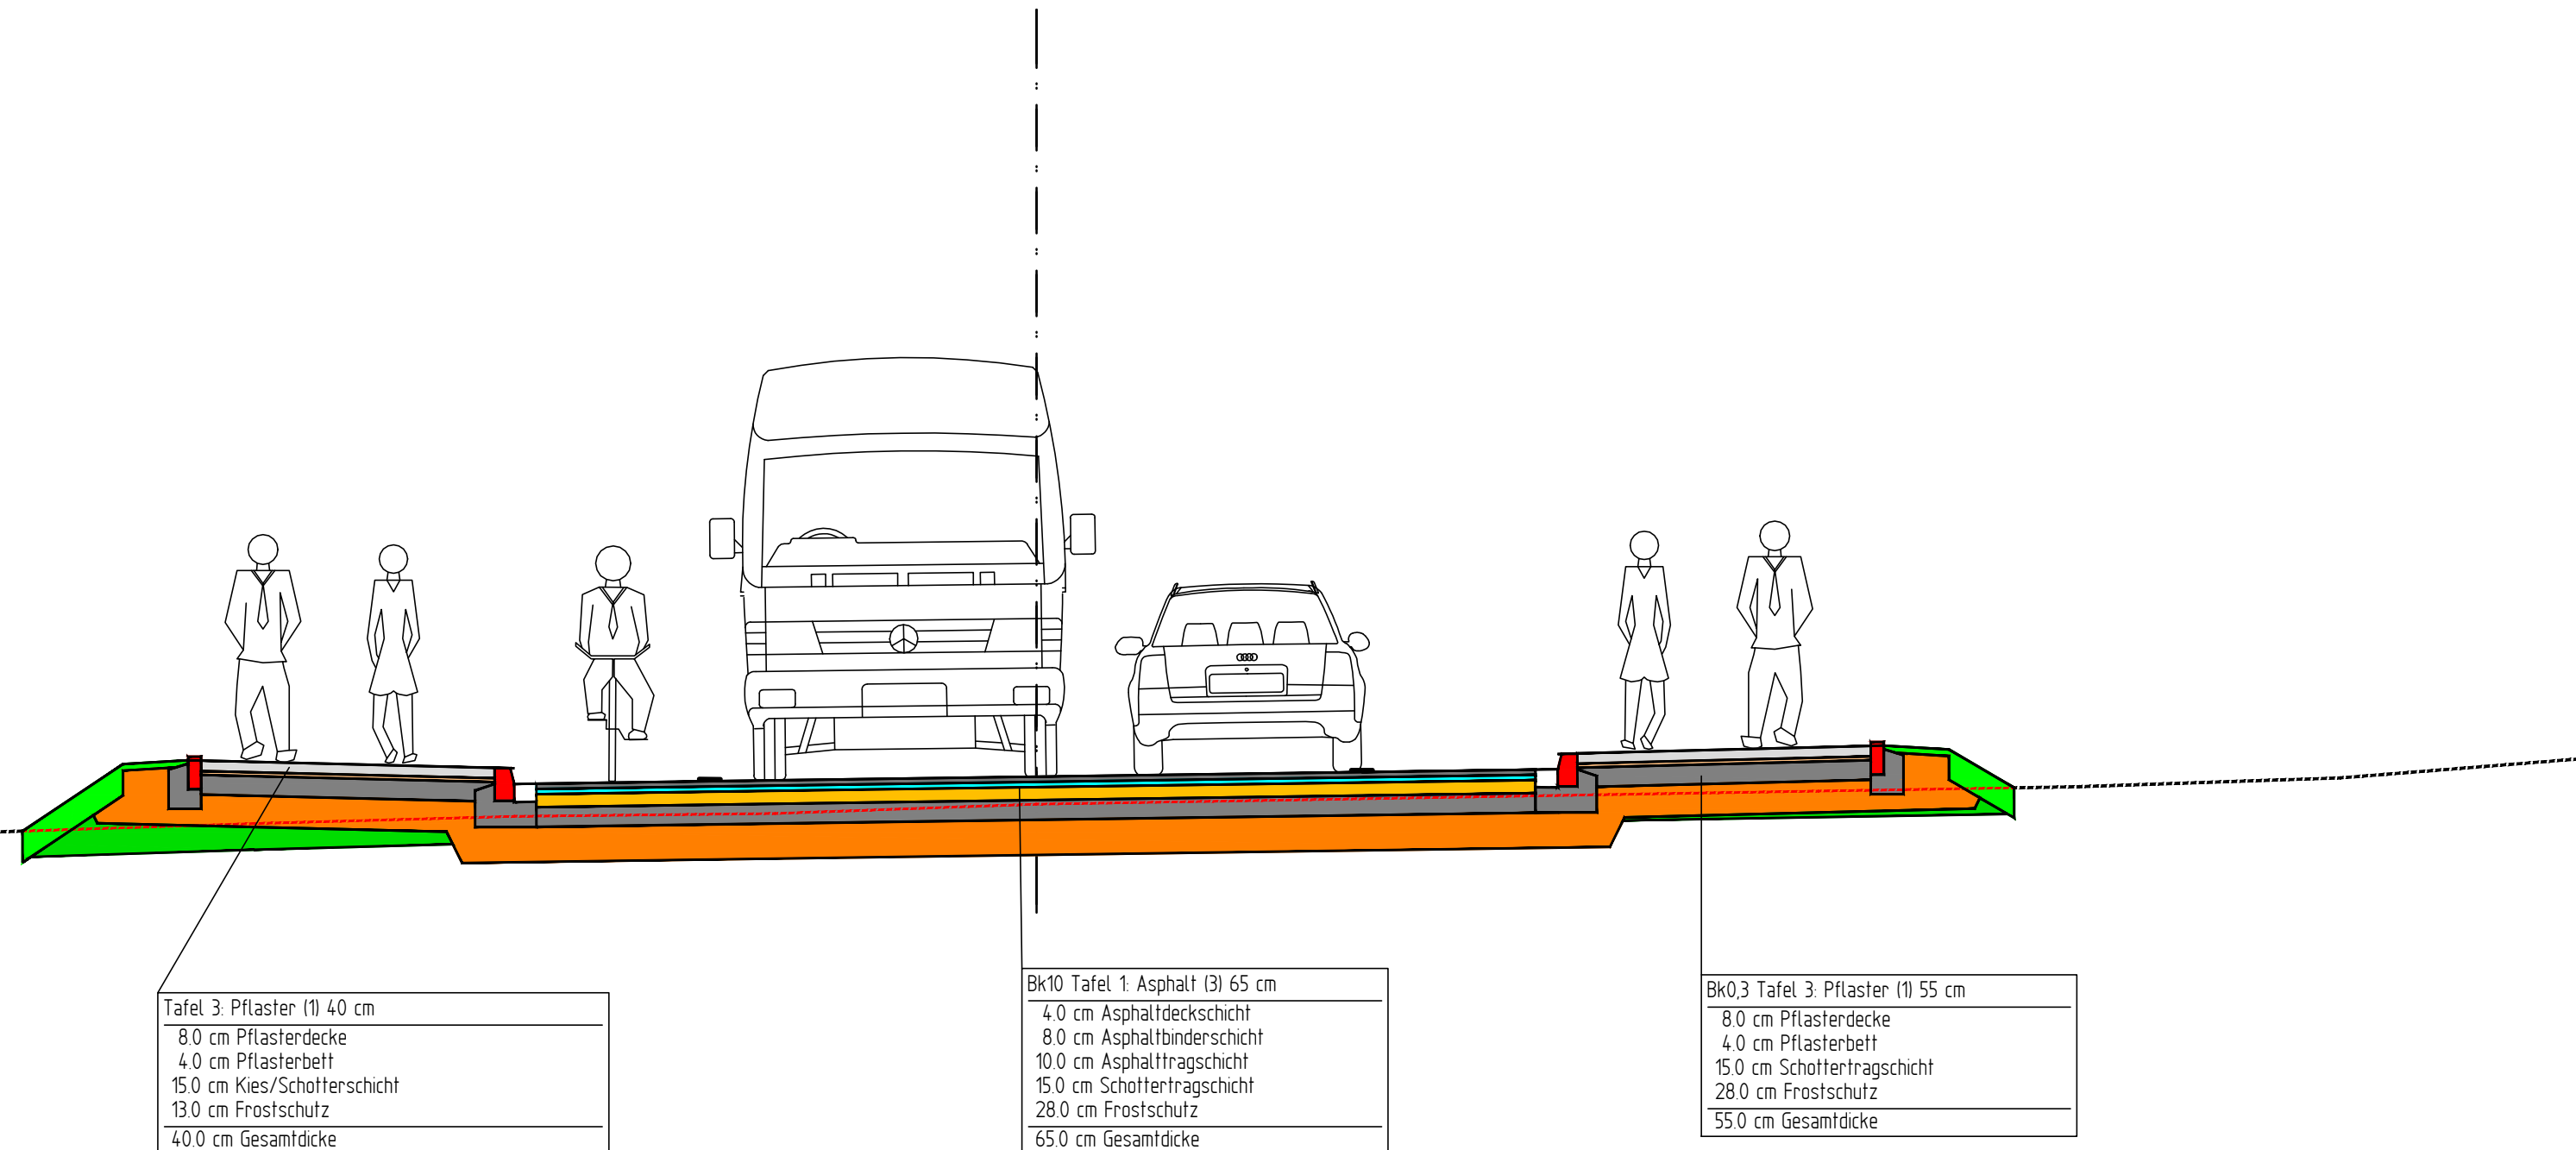 Tafel 3: Pflaster (1) 40 cm
8.0 cm Pflasterdecke
4.0 cm Pflasterbett
15.0 cm Kies/Schotterschicht
13.0 cm Frostschutz
40.0 cm Gesamtdicke
Bk10 Tafel 1: Asphalt (3) 65 cm
4.0 cm Asphaltdeckschicht
8.0 cm Asphaltbinderschicht
10.0 cm Asphalttragschicht
15.0 cm Schottertragschicht
28.0 cm Frostschutz
65.0 cm Gesamtdicke
Bk0,3 Tafel 3: Pflaster (1) 55 cm
8.0 cm Pflasterdecke
4.0 cm Pflasterbett
15.0 cm Schottertragschicht
28.0 cm Frostschutz
55.0 cm Gesamtdicke